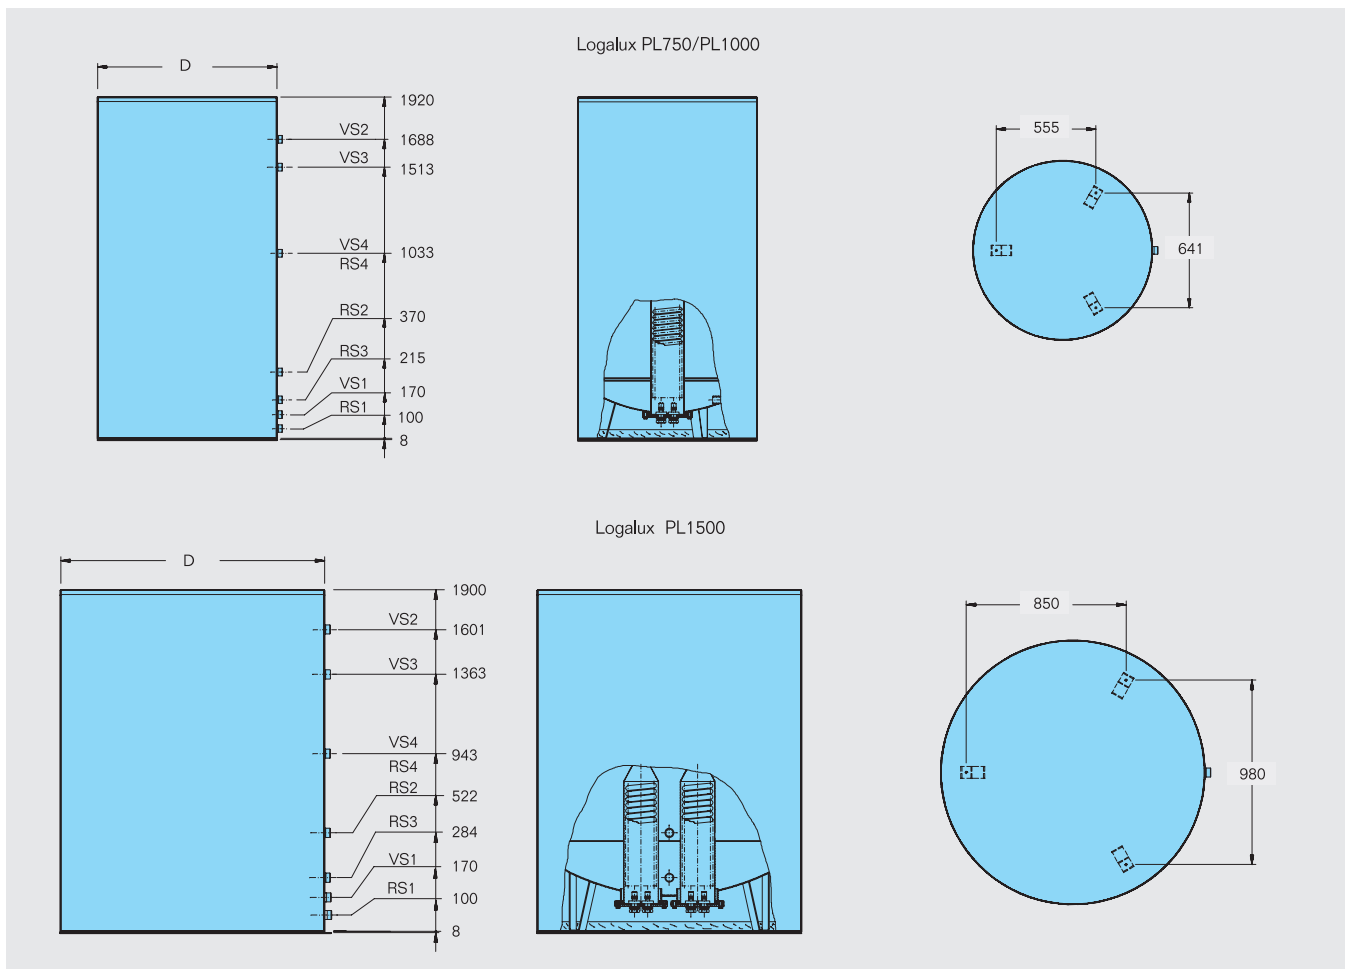 Logalux PL750/PL1000
D
1920
VS2
1688
VS3
1513
VS4
1033
RS4
RS2
370
RS3
215
VS1
170
RS1
100
8
555
641
Logalux PL1500
D
1900
VS2
1601
VS3
1363
VS4
943
RS4
RS2
522
RS3
284
VS1
170
RS1
100
8
850
980